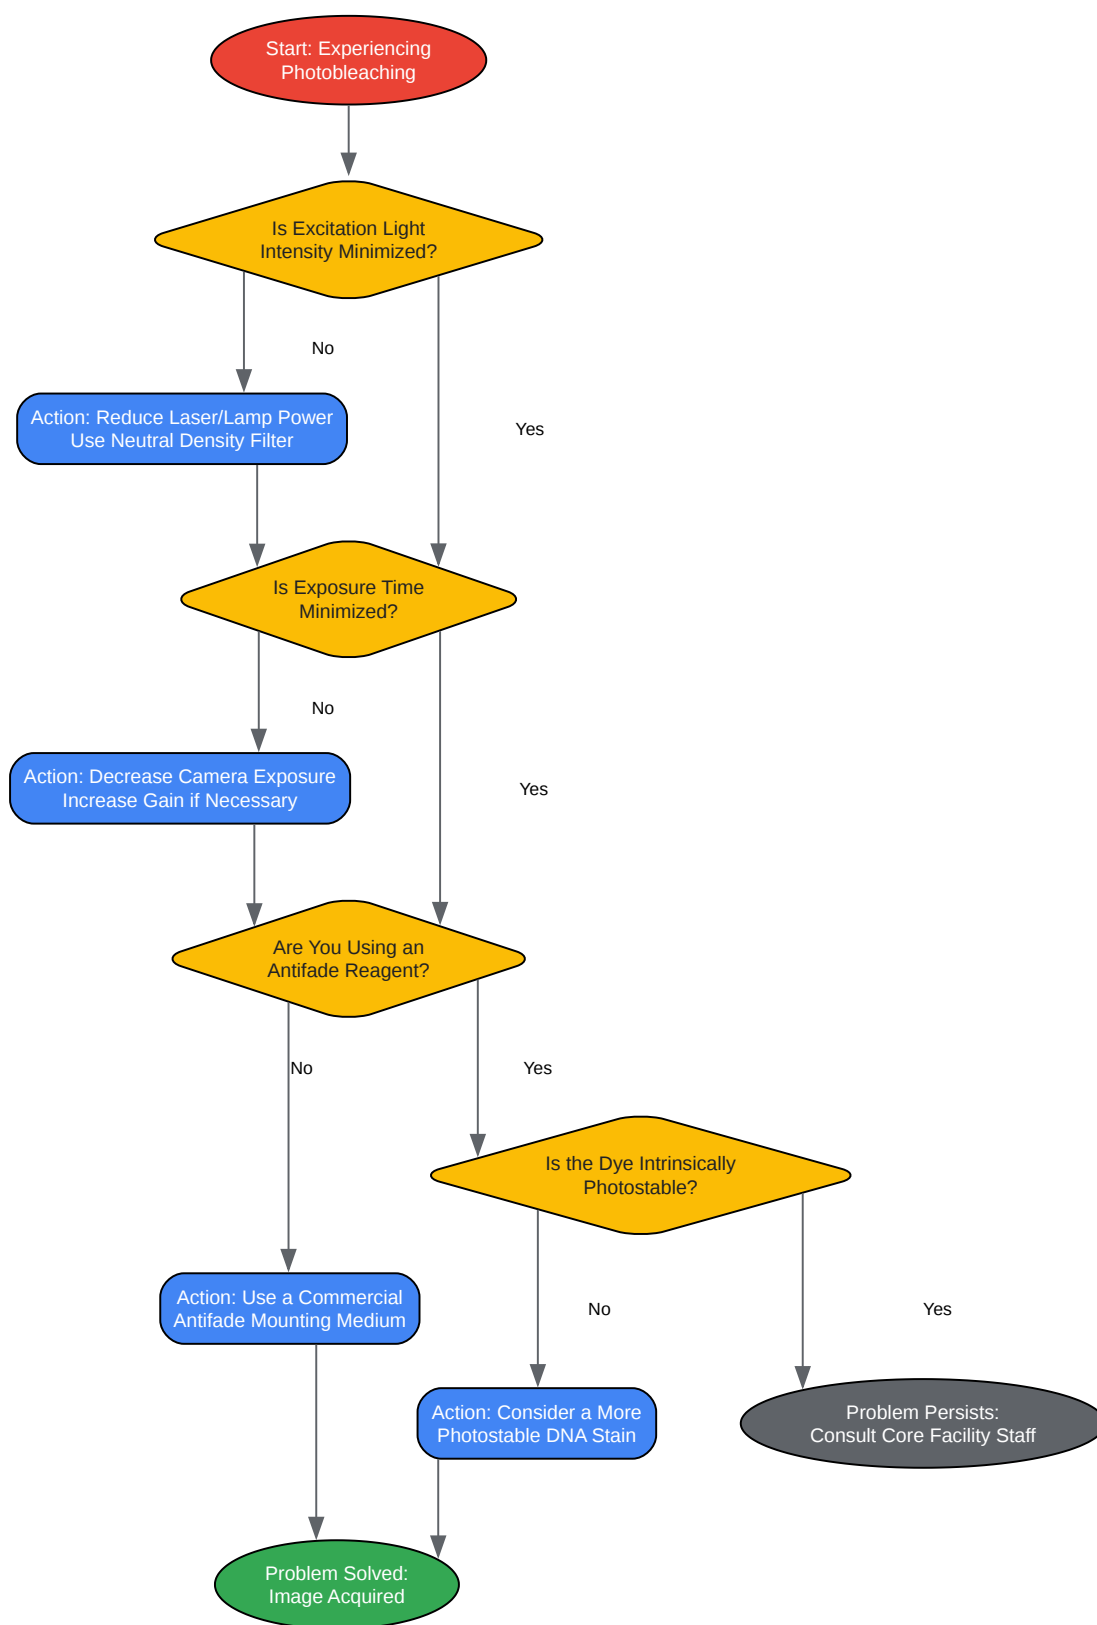 Start: Experiencing
Photobleaching
Is Excitation Light
Intensity Minimized?
No
Action: Reduce Laser/Lamp Power
Use Neutral Density Filter
Yes
Is Exposure Time
Minimized?
No
Action: Decrease Camera Exposure
Increase Gain if Necessary
Yes
Are You Using an
Antifade Reagent?
No
Yes
Is the Dye Intrinsically
Photostable?
Action: Use a Commercial
Antifade Mounting Medium
No
Yes
Action: Consider a More
Photostable DNA Stain
Problem Persists:
Consult Core Facility Staff
Problem Solved:
Image Acquired